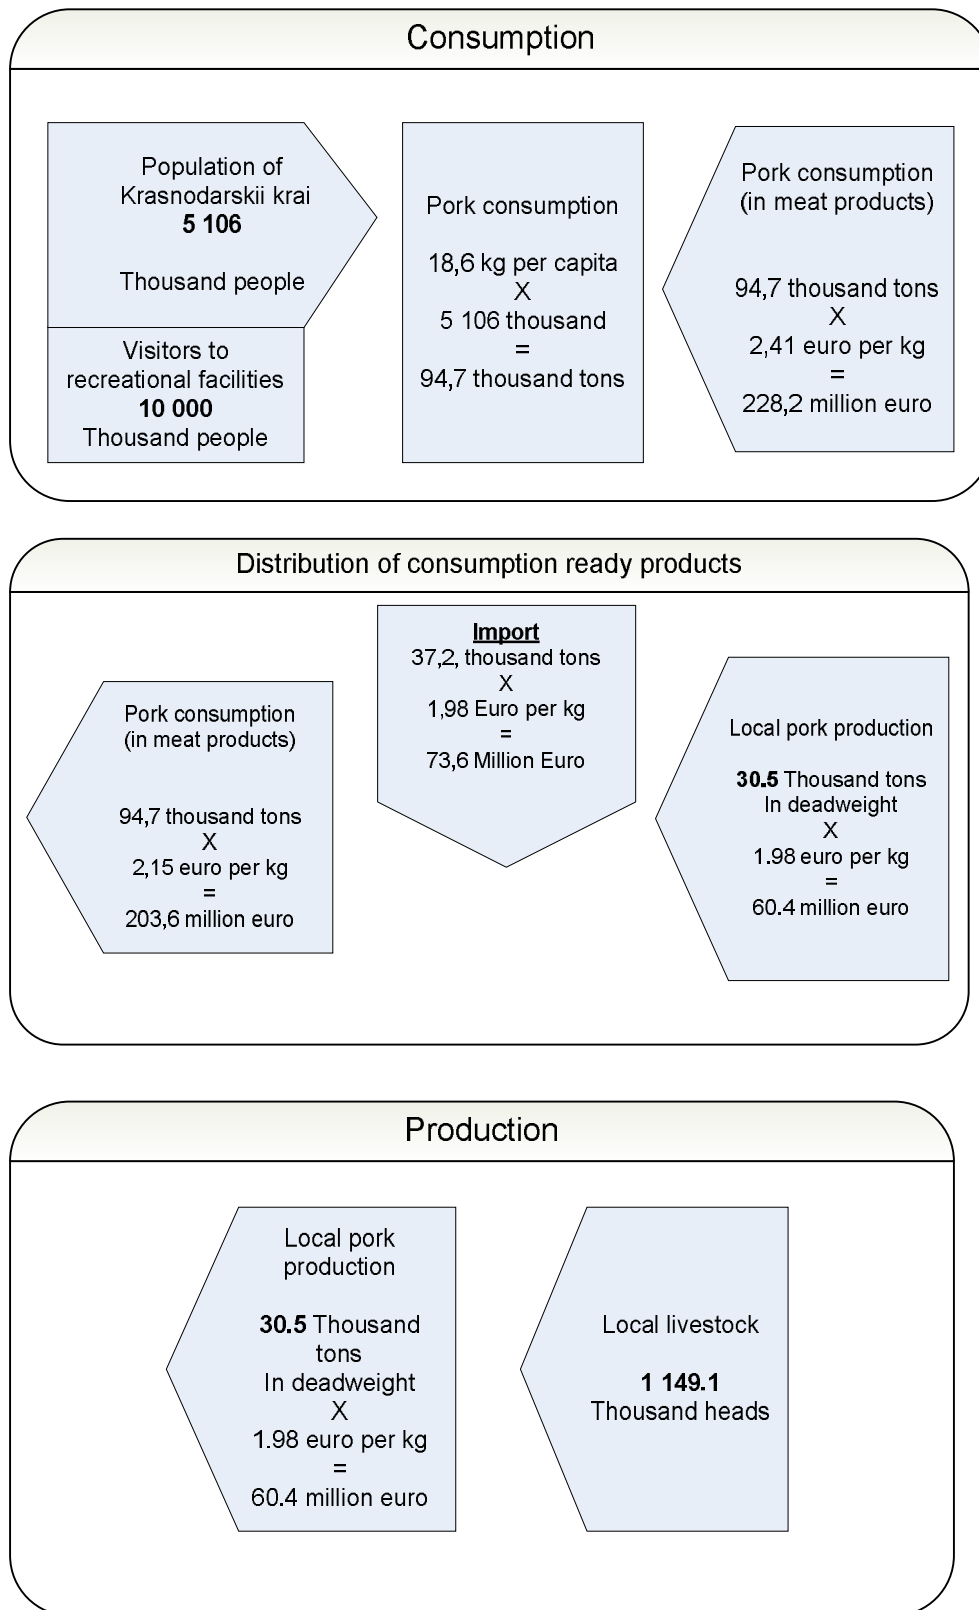 Consumption
Population of
Krasnodarskii krai
5 106
Thousand people
Visitors to
recreational facilities
10 000
Thousand people
Pork consumption
18,6 kg per capita
X
5 106 thousand
=
94,7 thousand tons
Pork consumption
(in meat products)
94,7 thousand tons
X
2,41 euro per kg
=
228,2 million euro
Distribution of consumption ready products
Pork consumption
(in meat products)
94,7 thousand tons
X
2,15 euro per kg
=
203,6 million euro
Import
37,2, thousand tons
X
1,98 Euro per kg
=
73,6 Million Euro
Local pork production
30.5 Thousand tons
In deadweight
X
1.98 euro per kg
=
60.4 million euro
Production
Local pork
production
30.5 Thousand
tons
In deadweight
X
1.98 euro per kg
=
60.4 million euro
Local livestock
1 149.1
Thousand heads